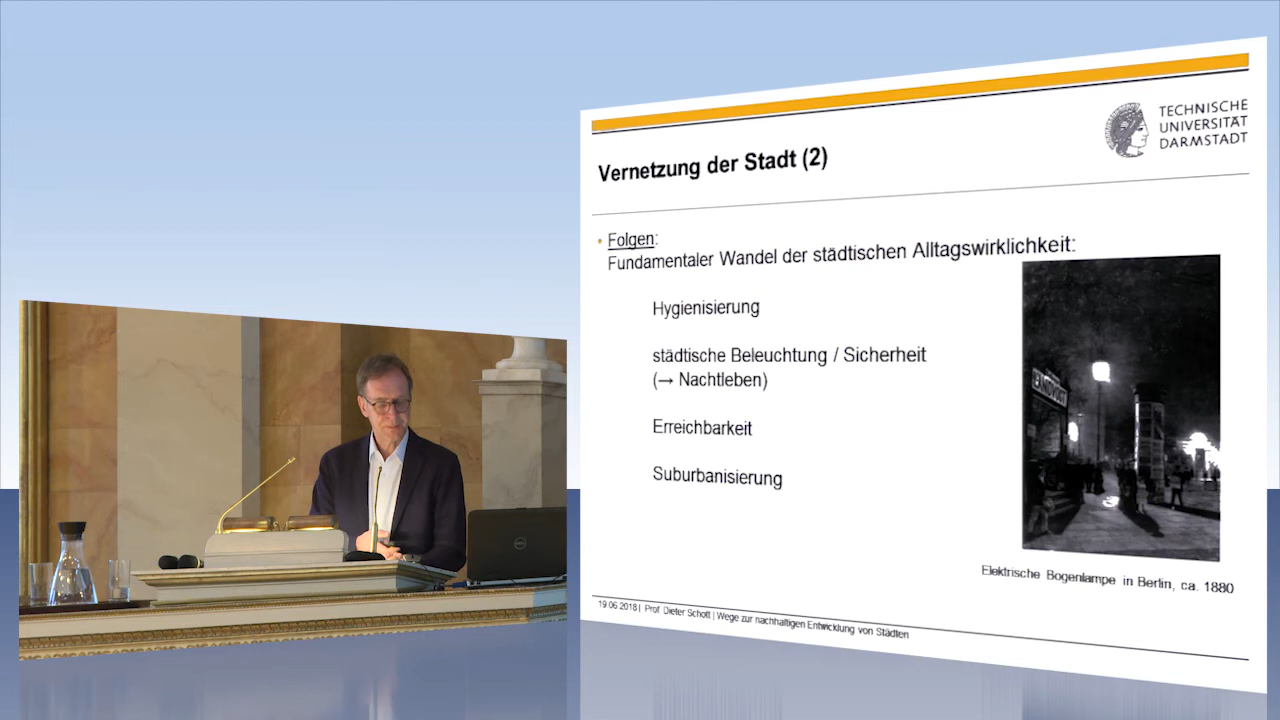 TECHNISCHE
UNIVERSITÄT
DARMSTADT
Vernetzung der Stadt (2)
• Folgen:
Fundamentaler Wandel der städtischen Alltagswirklichkeit:
Hygienisierung
städtische Beleuchtung / Sicherheit
(→ Nachtleben)
Erreichbarkeit
Suburbanisierung
Elektrische Bogenlampe in Berlin, ca. 1880
19.06.2018 | Prof. Dieter Schott | Wege zur nachhaltigen Entwicklung von Städten
DELL